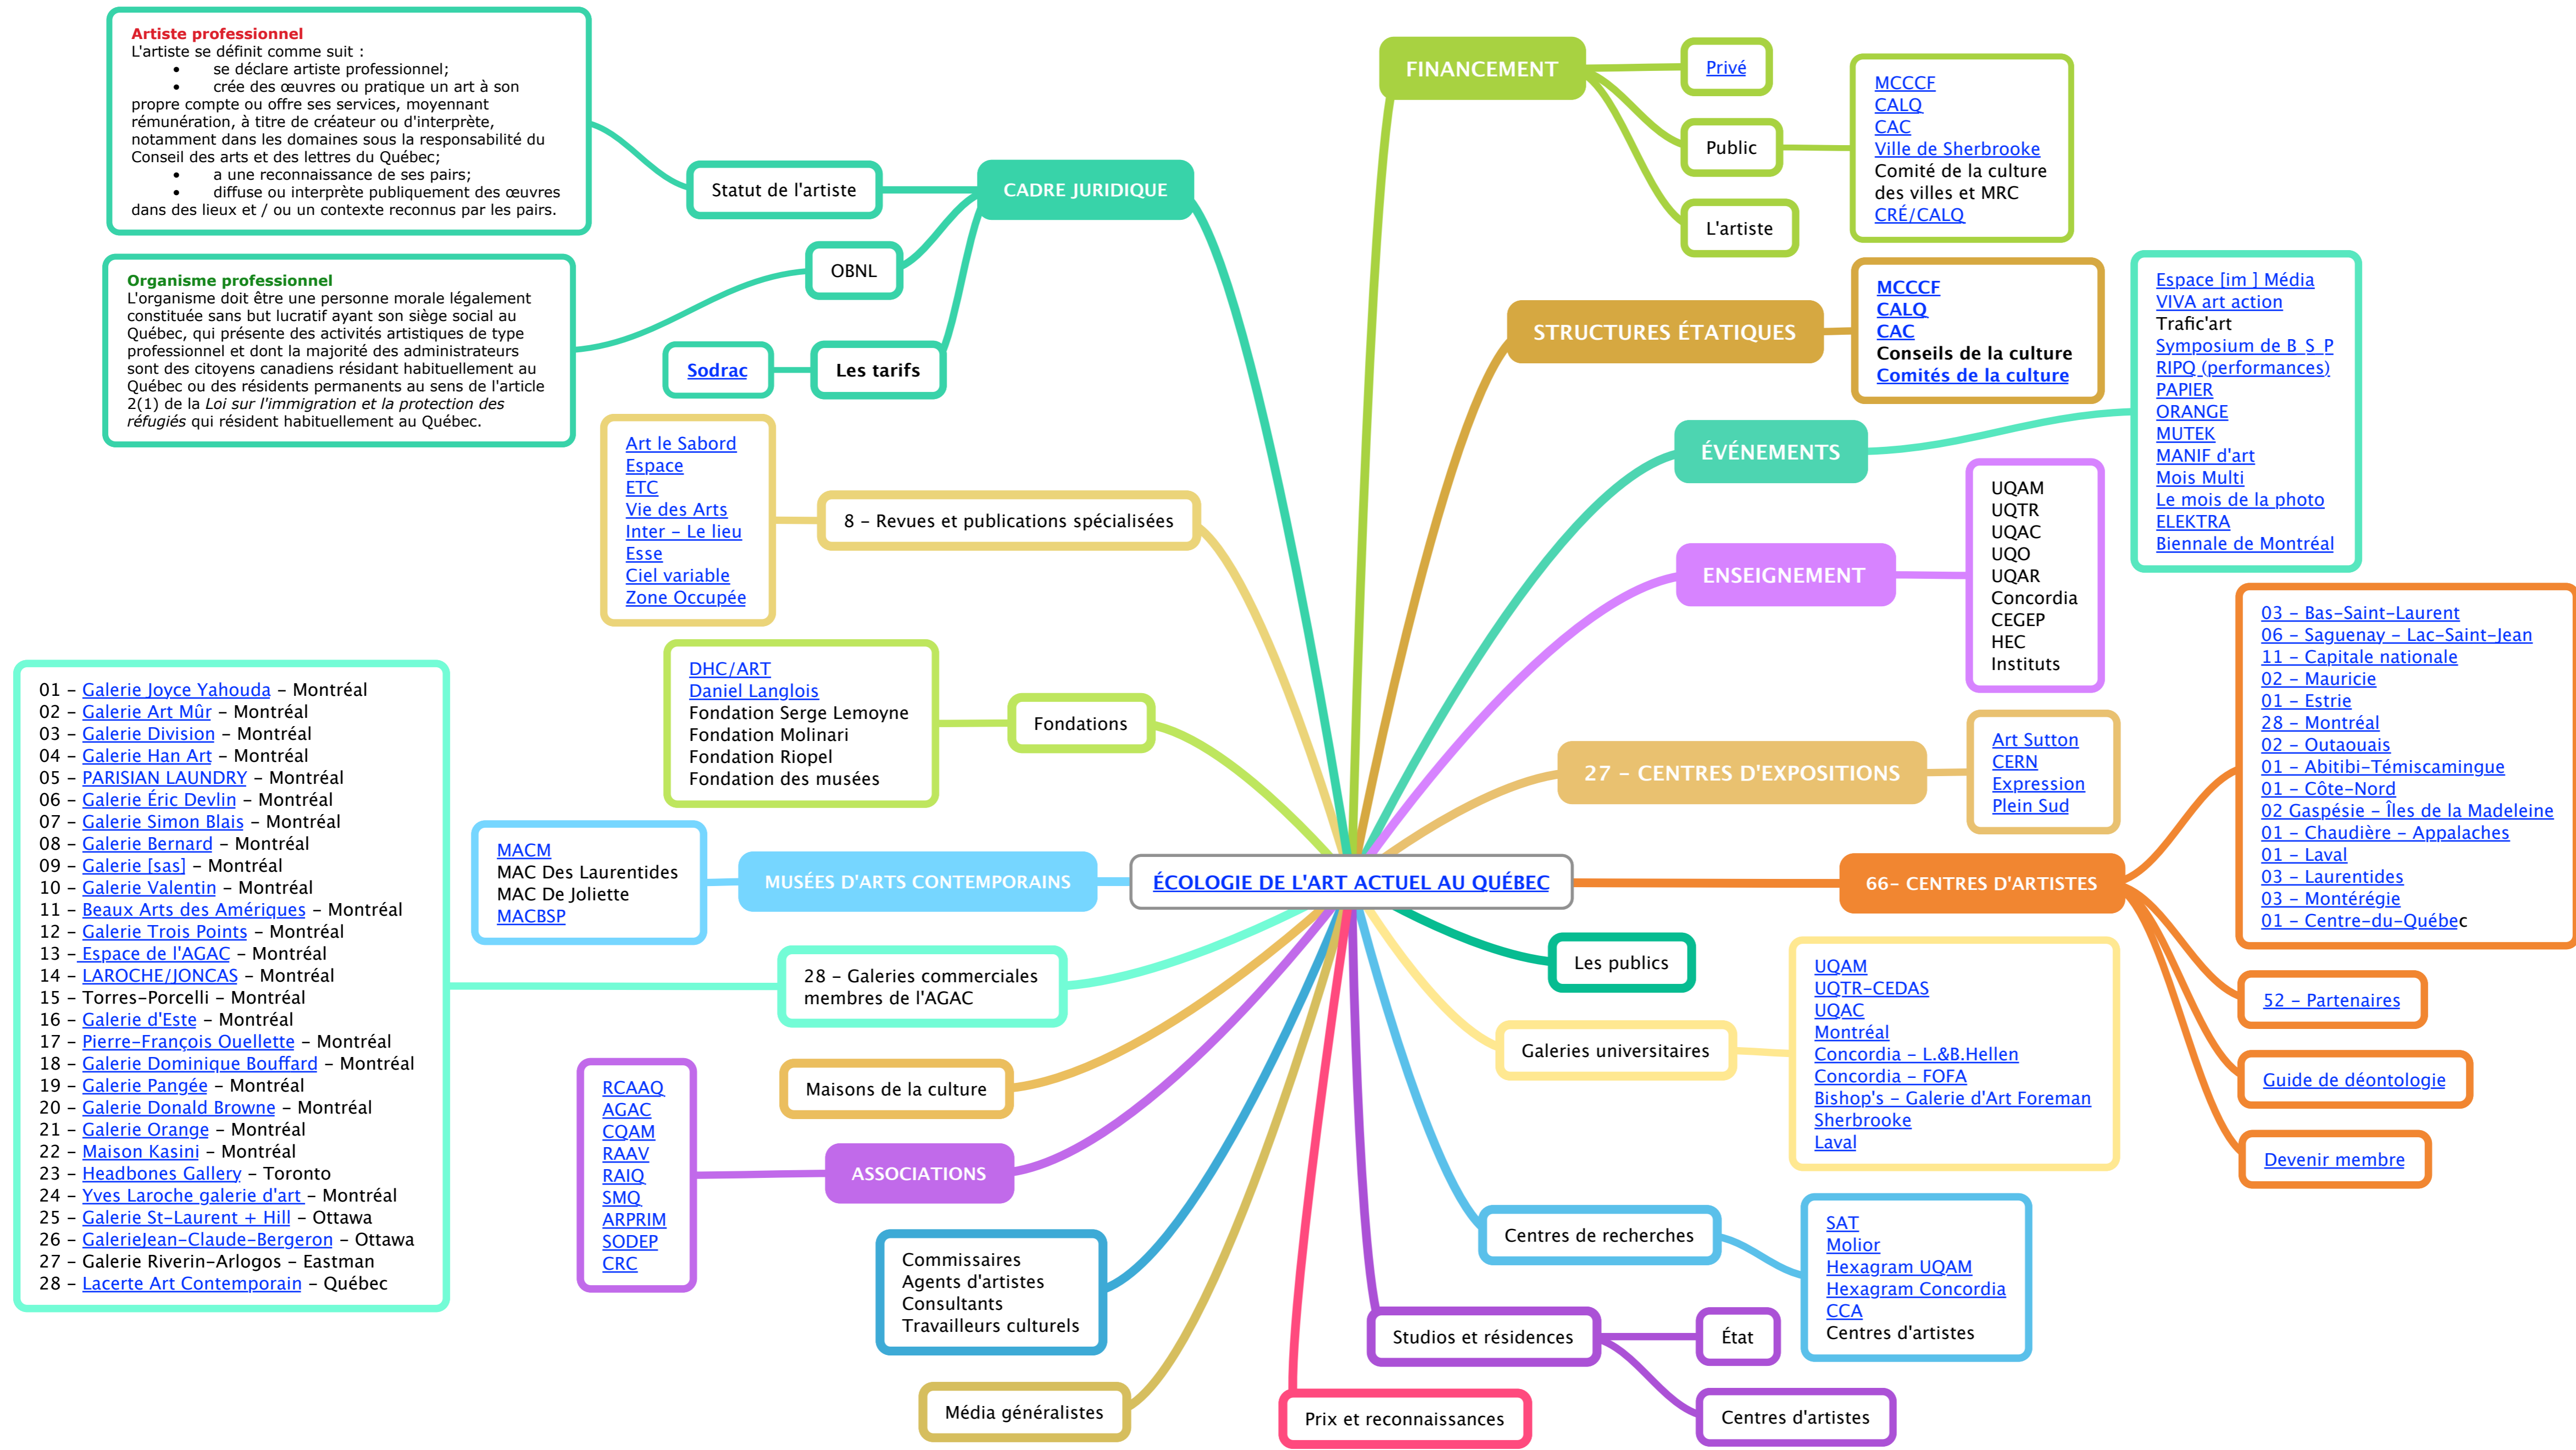 Artiste professionnel
L'artiste se définit comme suit :
• se déclare artiste professionnel;
• crée des œuvres ou pratique un art à son
propre compte ou offre ses services, moyennant
rémunération, à titre de créateur ou d'interprète,
notamment dans les domaines sous la responsabilité du
Conseil des arts et des lettres du Québec;
• a une reconnaissance de ses pairs;
• diffuse ou interprète publiquement des œuvres
dans des lieux et / ou un contexte reconnus par les pairs.
Statut de l'artiste
CADRE JURIDIQUE
OBNL
Organisme professionnel
L'organisme doit être une personne morale légalement
constituée sans but lucratif ayant son siège social au
Québec, qui présente des activités artistiques de type
professionnel et dont la majorité des administrateurs
sont des citoyens canadiens résidant habituellement au
Québec ou des résidents permanents au sens de l'article
2(1) de la Loi sur l'immigration et la protection des
réfugiés qui résident habituellement au Québec.
Sodrac
Les tarifs
Art le Sabord
Espace
ETC
Vie des Arts
Inter – Le lieu
Esse
Ciel variable
Zone Occupée
8 – Revues et publications spécialisées
DHC/ART
Daniel Langlois
Fondation Serge Lemoyne
Fondation Molinari
Fondation Riopel
Fondation des musées
Fondations
MACM
MAC Des Laurentides
MAC De Joliette
MACBSP
MUSÉES D'ARTS CONTEMPORAINS
01 – Galerie Joyce Yahouda – Montréal
02 – Galerie Art Mûr – Montréal
03 – Galerie Division – Montréal
04 – Galerie Han Art – Montréal
05 – PARISIAN LAUNDRY – Montréal
06 – Galerie Éric Devlin – Montréal
07 – Galerie Simon Blais – Montréal
08 – Galerie Bernard – Montréal
09 – Galerie [sas] – Montréal
10 – Galerie Valentin – Montréal
11 – Beaux Arts des Amériques – Montréal
12 – Galerie Trois Points – Montréal
13 – Espace de l'AGAC – Montréal
14 – LAROCHE/JONCAS – Montréal
15 – Torres–Porcelli – Montréal
16 – Galerie d'Este – Montréal
17 – Pierre–François Ouellette – Montréal
18 – Galerie Dominique Bouffard – Montréal
19 – Galerie Pangée – Montréal
20 – Galerie Donald Browne – Montréal
21 – Galerie Orange – Montréal
22 – Maison Kasini – Montréal
23 – Headbones Gallery – Toronto
24 – Yves Laroche galerie d'art – Montréal
25 – Galerie St–Laurent + Hill – Ottawa
26 – GalerieJean–Claude–Bergeron – Ottawa
27 – Galerie Riverin–Arlogos – Eastman
28 – Lacerte Art Contemporain – Québec
28 – Galeries commerciales
membres de l'AGAC
Maisons de la culture
RCAAQ
AGAC
CQAM
RAAV
RAIQ
SMQ
ARPRIM
SODEP
CRC
ASSOCIATIONS
Commissaires
Agents d'artistes
Consultants
Travailleurs culturels
Média généralistes
ÉCOLOGIE DE L'ART ACTUEL AU QUÉBEC
FINANCEMENT
Privé
Public
L'artiste
MCCCF
CALQ
CAC
Ville de Sherbrooke
Comité de la culture
des villes et MRC
CRÉ/CALQ
STRUCTURES ÉTATIQUES
MCCCF
CALQ
CAC
Conseils de la culture
Comités de la culture
ÉVÉNEMENTS
Espace [im ] Média
VIVA art action
Trafic'art
Symposium de B_S_P
RIPQ (performances)
PAPIER
ORANGE
MUTEK
MANIF d'art
Mois Multi
Le mois de la photo
ELEKTRA
Biennale de Montréal
ENSEIGNEMENT
UQAM
UQTR
UQAC
UQO
UQAR
Concordia
CEGEP
HEC
Instituts
27 – CENTRES D'EXPOSITIONS
Art Sutton
CERN
Expression
Plein Sud
66– CENTRES D'ARTISTES
03 – Bas–Saint–Laurent
06 – Saguenay – Lac–Saint–Jean
11 – Capitale nationale
02 – Mauricie
01 – Estrie
28 – Montréal
02 – Outaouais
01 – Abitibi–Témiscamingue
01 – Côte–Nord
02 Gaspésie – Îles de la Madeleine
01 – Chaudière – Appalaches
01 – Laval
03 – Laurentides
03 – Montérégie
01 – Centre–du–Québec
52 – Partenaires
Guide de déontologie
Devenir membre
Les publics
Galeries universitaires
UQAM
UQTR–CEDAS
UQAC
Montréal
Concordia – L.&B.Hellen
Concordia – FOFA
Bishop's – Galerie d'Art Foreman
Sherbrooke
Laval
Centres de recherches
SAT
Molior
Hexagram UQAM
Hexagram Concordia
CCA
Centres d'artistes
Studios et résidences
État
Centres d'artistes
Prix et reconnaissances